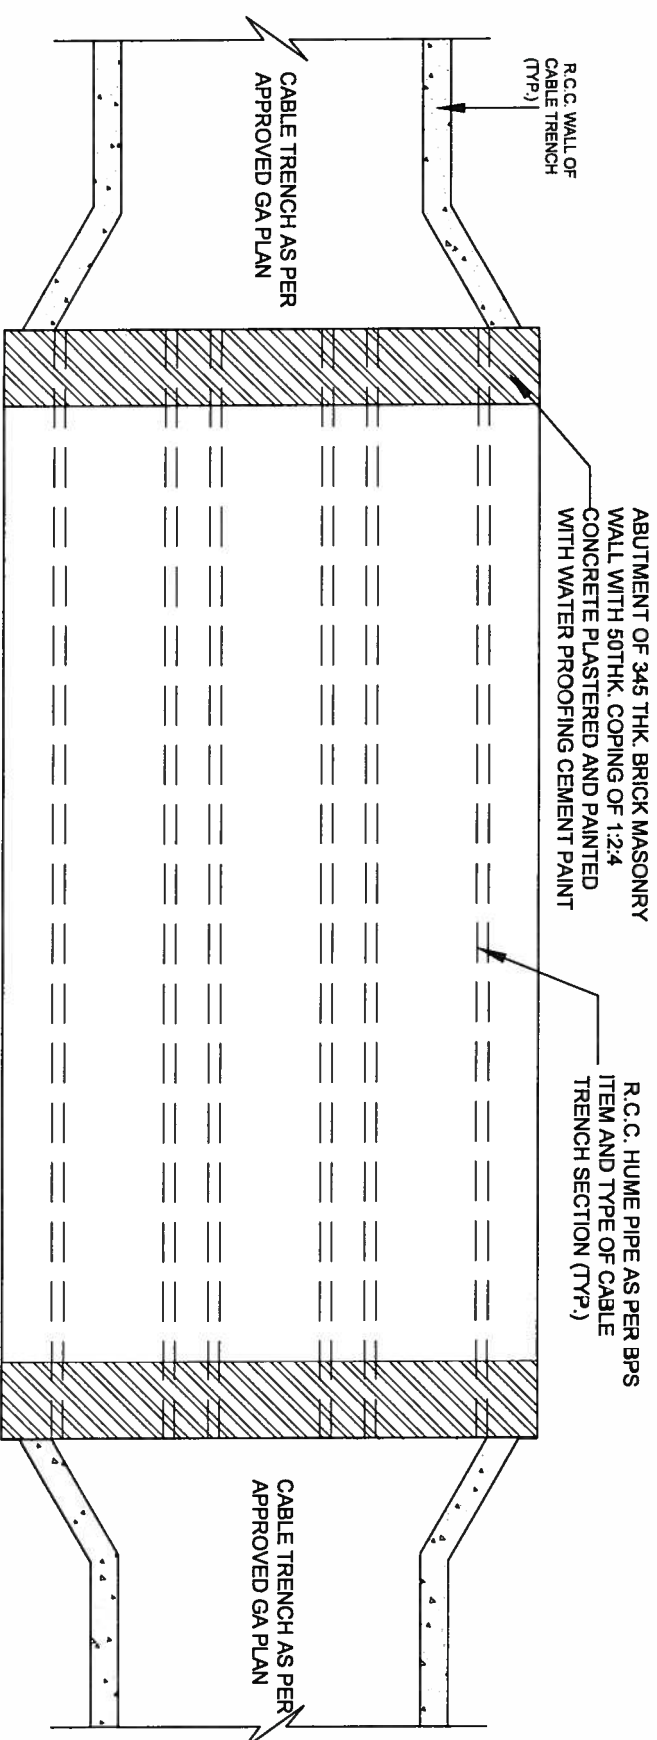 R.C.C. WALL OF
CABLE TRENCH
(TYP.)
CABLE TRENCH AS PER
APPROVED GA PLAN
ABUTMENT OF 345 THK. BRICK MASONRY
WALL WITH 50THK. COPING OF 1:2:4
CONCRETE PLASTERED AND PAINTED
WITH WATER PROOFING CEMENT PAINT
R.C.C. HUME PIPE AS PER BPS
ITEM AND TYPE OF CABLE
TRENCH SECTION (TYP.)
CABLE TRENCH AS PER
APPROVED GA PLAN